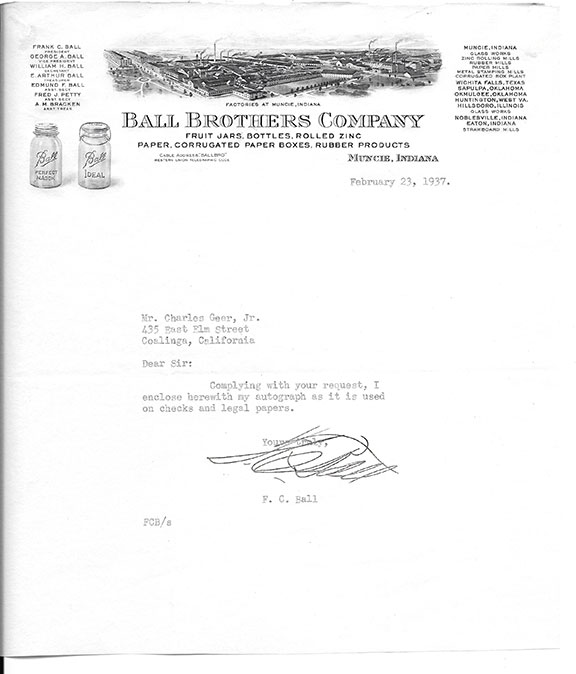 FRANK C. BALL
PRESIDENT
GEORGE A. BALL
VICE PRESIDENT
WILLIAM H. BALL
SECRETARY
E. ARTHUR BALL
TREASURER
EDMUND F. BALL
ASST SECY
FRED J. PETTY
ASST SECY
A. M. BRACKEN
ASST TREAS
Ball
PERFECT
MASON
Ball
IDEAL
FACTORIES AT MUNCIE, INDIANA
BALL BROTHERS COMPANY
FRUIT JARS, BOTTLES, ROLLED ZINC
PAPER, CORRUGATED PAPER BOXES, RUBBER PRODUCTS
CABLE ADDRESS "BALLBRO"
WESTERN UNION TELEGRAPHIC CODE
MUNCIE, INDIANA
MUNCIE, INDIANA
GLASS WORKS
ZINC ROLLING MILLS
RUBBER MILLS
PAPER MILLS
METAL STAMPING MILLS
CORRUGATED BOX PLANT
WICHITA FALLS, TEXAS
SAPULPA, OKLAHOMA
OKMULGEE, OKLAHOMA
HUNTINGTON, WEST VA.
HILLSBORO, ILLINOIS
GLASS WORKS
NOBLESVILLE, INDIANA
EATON, INDIANA
STRAWBOARD MILLS
February 23, 1937.
Mr. Charles Geer, Jr.
435 East Elm Street
Coalinga, California
Dear Sir:
Complying with your request, I
enclose herewith my autograph as it is used
on checks and legal papers.
Yours truly,
F. C. Ball
FCB/s